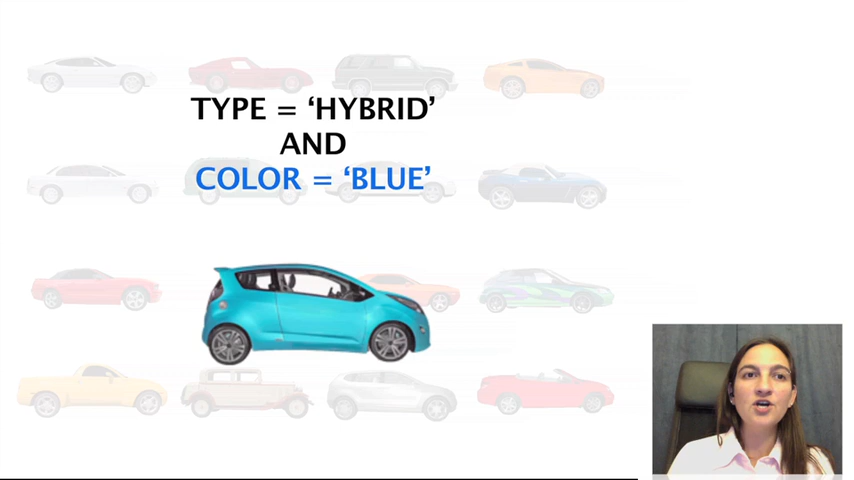 TYPE = ‘HYBRID’
AND
COLOR = ‘BLUE’